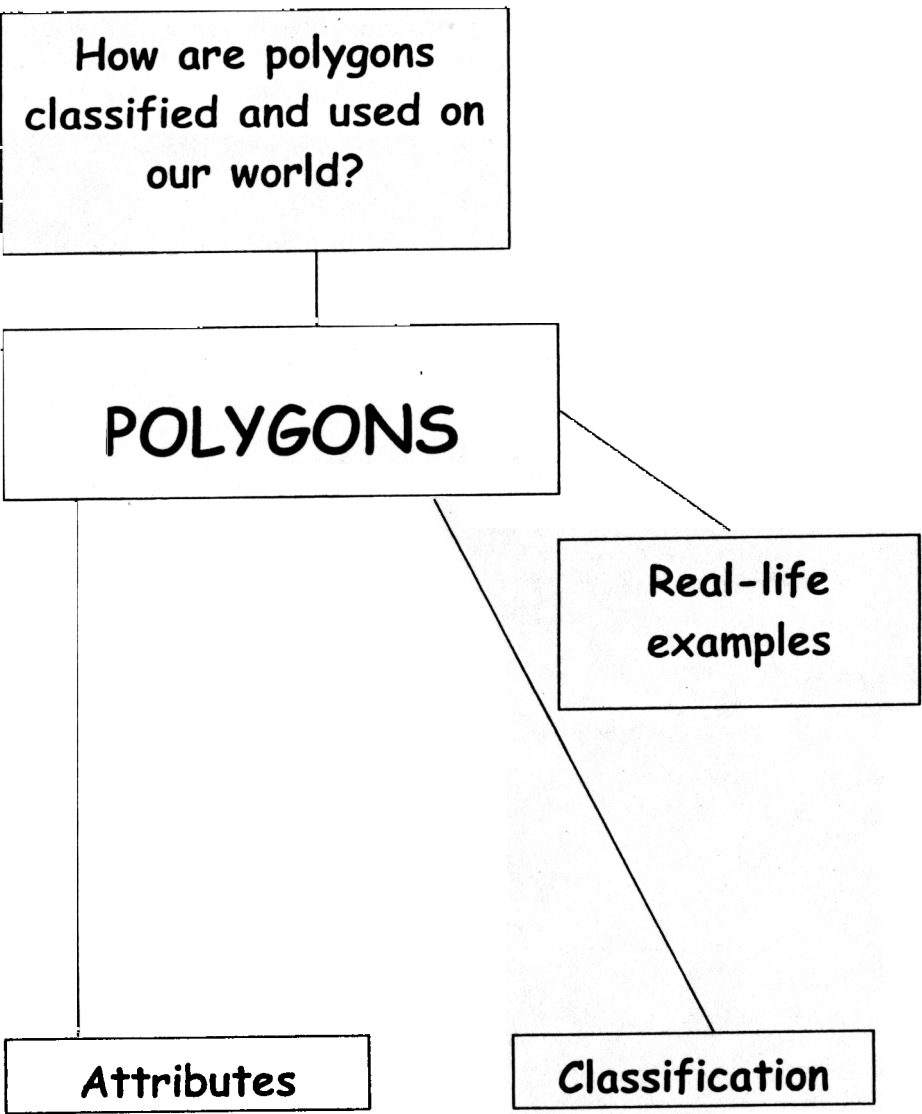 How are polygons
classified and used on
our world?
POLYGONS
Real-life
examples
Attributes
Classification